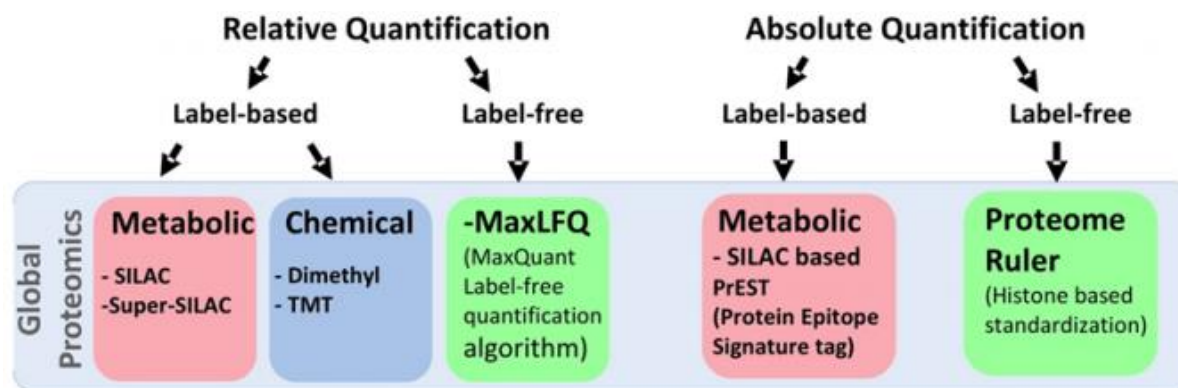 Relative Quantification
Absolute Quantification
Label-based
Label-free
Label-based
Label-free
Global
Proteomics
Metabolic
- SILAC
-Super-SILAC
Chemical
- Dimethyl
- TMT
-MaxLFQ
(MaxQuant
Label-free
quantification
algorithm)
Metabolic
- SILAC based
PrEST
(Protein Epitope
Signature tag)
Proteome
Ruler
(Histone based
standardization)